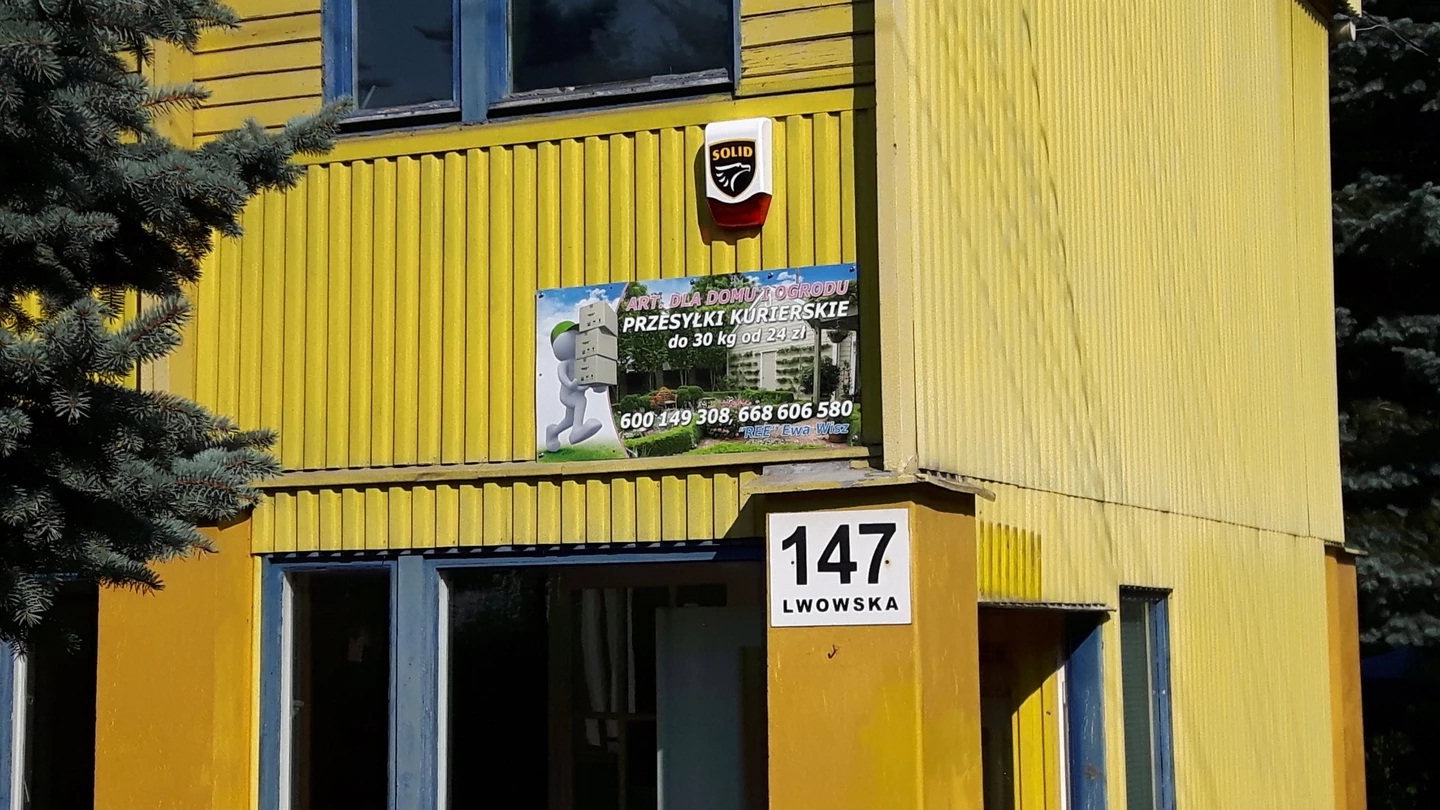 SOLID
ART. DLA DOMU I OGRODU
PRZESYŁKI KURIERSKIE
do 30 kg od 24 zł
600 149 308, 668 606 580
"REE" Ewa Wisz
147
LWOWSKA